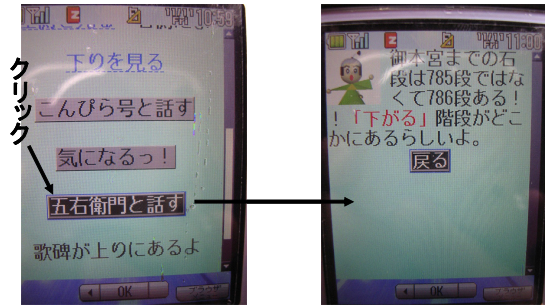 10:59
下りを見る
クリック
こんぴら号と話す
気になるっ！
五右衛門と話す
歌碑が上りにあるよ
OK
11:00
御本宮までの石
段は785段ではな
くて786段ある！
！「下がる」階段がどこ
かにあるらしいよ。
戻る
OK